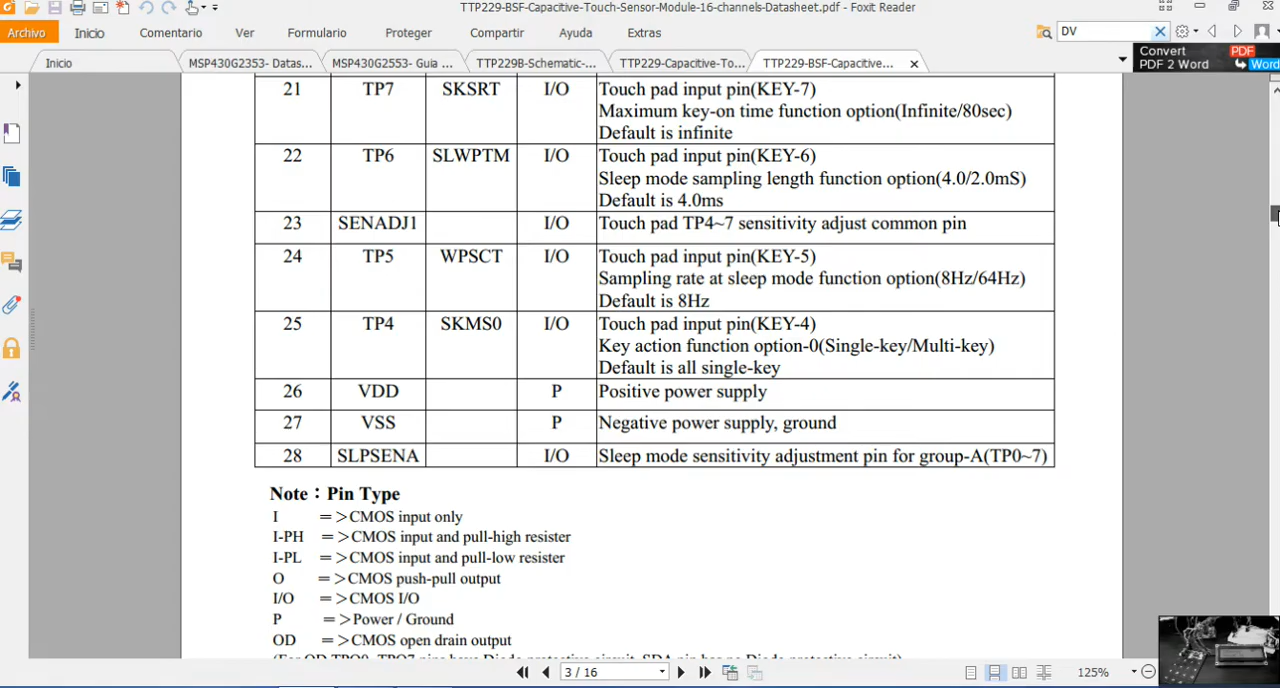 TTP229-BSF-Capacitive-Touch-Sensor-Module-16-channels-Datasheet.pdf - Foxit Reader
Archivo Inicio Comentario Ver Formulario Proteger Compartir Ayuda Extras
DV
Inicio MSP430G2353- Datas... MSP430G2553- Guia ... TTP229B-Schematic-... TTP229-Capacitive-To... TTP229-BSF-Capacitive...
Convert PDF
PDF 2 Word Word
21 TP7 SKSRT I/O Touch pad input pin(KEY-7)
Maximum key-on time function option(Infinite/80sec)
Default is infinite
22 TP6 SLWPTM I/O Touch pad input pin(KEY-6)
Sleep mode sampling length function option(4.0/2.0mS)
Default is 4.0ms
23 SENADJ1 I/O Touch pad TP4~7 sensitivity adjust common pin
24 TP5 WPSCT I/O Touch pad input pin(KEY-5)
Sampling rate at sleep mode function option(8Hz/64Hz)
Default is 8Hz
25 TP4 SKMS0 I/O Touch pad input pin(KEY-4)
Key action function option-0(Single-key/Multi-key)
Default is all single-key
26 VDD P Positive power supply
27 VSS P Negative power supply, ground
28 SLPSENA I/O Sleep mode sensitivity adjustment pin for group-A(TP0~7)
Note：Pin Type
I =>CMOS input only
I-PH =>CMOS input and pull-high resister
I-PL =>CMOS input and pull-low resister
O =>CMOS push-pull output
I/O =>CMOS I/O
P =>Power / Ground
OD =>CMOS open drain output
3 / 16
125%